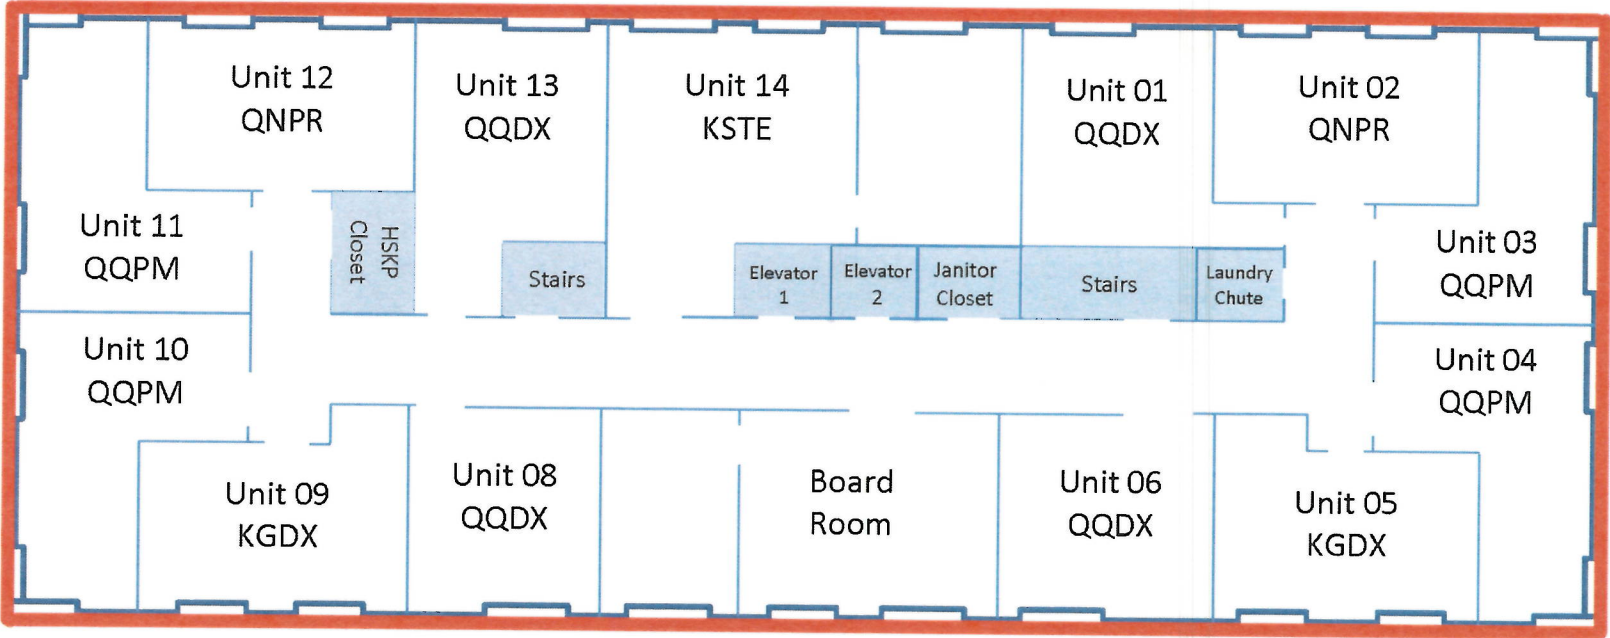 Unit 12
QNPR
Unit 13
QQDX
Unit 14
KSTE
Unit 01
QQDX
Unit 02
QNPR
Unit 11
QQPM
HSKP
Closet
Stairs
Elevator
1
Elevator
2
Janitor
Closet
Stairs
Laundry
Chute
Unit 03
QQPM
Unit 10
QQPM
Unit 04
QQPM
Unit 09
KGDX
Unit 08
QQDX
Board
Room
Unit 06
QQDX
Unit 05
KGDX